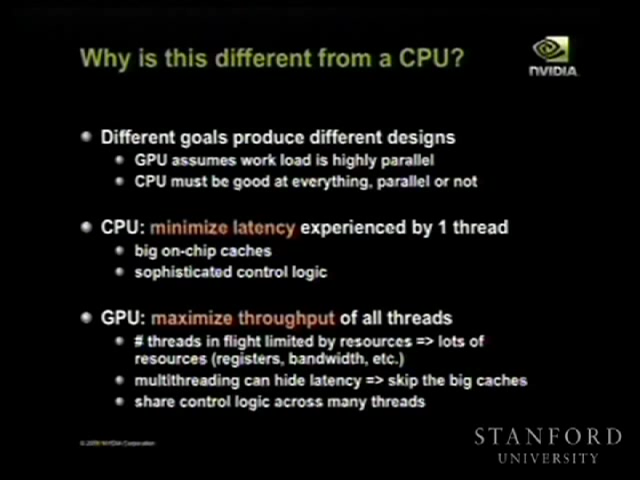 Why is this different from a CPU?
NVIDIA
Different goals produce different designs
GPU assumes work load is highly parallel
CPU must be good at everything, parallel or not
CPU: minimize latency experienced by 1 thread
big on-chip caches
sophisticated control logic
GPU: maximize throughput of all threads
# threads in flight limited by resources => lots of
resources (registers, bandwidth, etc.)
multithreading can hide latency => skip the big caches
share control logic across many threads
NVIDIA Corporation
STANFORD
UNIVERSITY